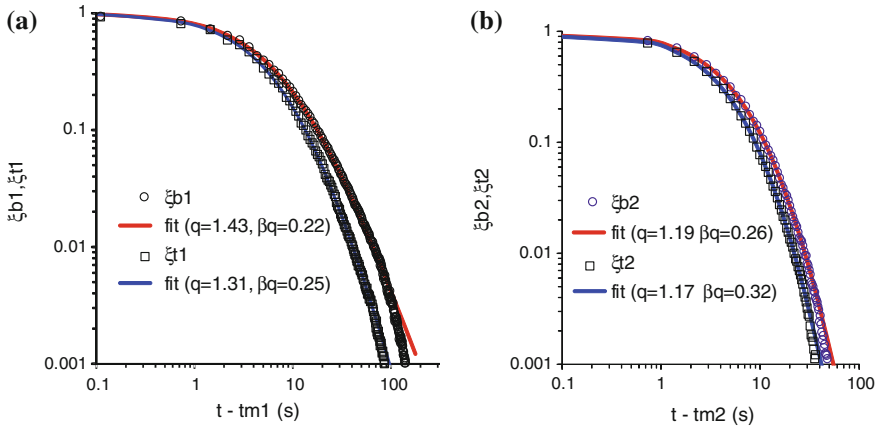 (a)
1
0.1
0.01
0.001
ξb1,ξt1
ξb1
fit (q=1.43, βq=0.22)
ξt1
fit (q=1.31, βq=0.25)
0.1
1
10
100
t - tm1 (s)
(b)
1
0.1
0.01
0.001
ξb2,ξt2
ξb2
fit (q=1.19 βq=0.26)
ξt2
fit (q=1.17 βq=0.32)
0.1
1
10
100
t - tm2 (s)